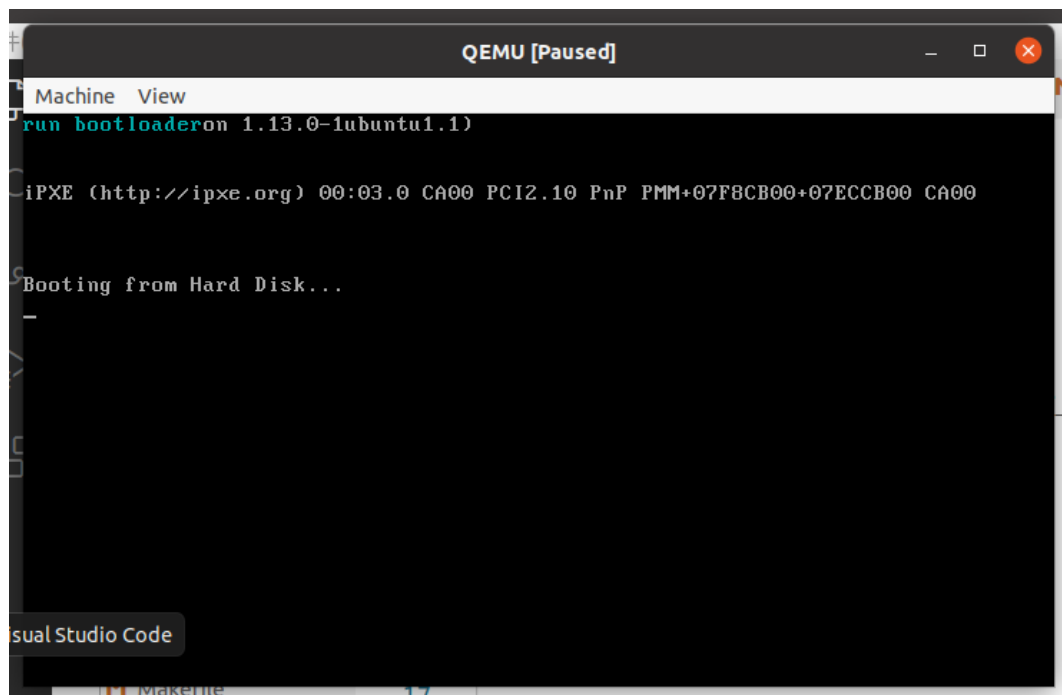 QEMU [Paused]
Machine View
run bootloaderon 1.13.0-1ubuntu1.1)
iPXE (http://ipxe.org) 00:03.0 CA00 PCI2.10 PnP PMM+07F8CB00+07ECCB00 CA00
Booting from Hard Disk...
isual Studio Code
Makefile 17